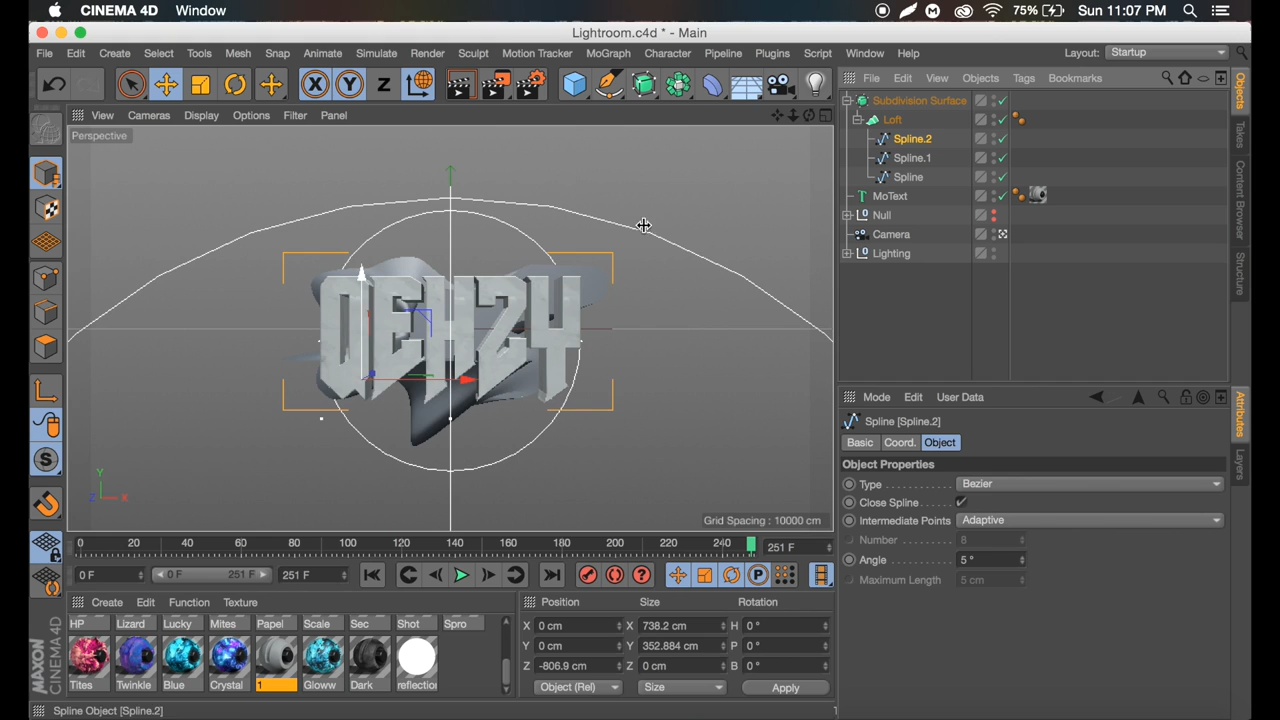 CINEMA 4D Window 75% Sun 11:07 PM
Lightroom.c4d * - Main
File Edit Create Select Tools Mesh Snap Animate Simulate Render Sculpt Motion Tracker MoGraph Character Pipeline Plugins Script Window Help Layout: Startup
X Y Z
File Edit View Objects Tags Bookmarks
View Cameras Display Options Filter Panel
Perspective
Subdivision Surface
Loft
Spline.2
Spline.1
Spline
MoText
Null
Camera
Lighting
Objects
Takes
Content Browser
Structure
QEHZY
Y
Z X
Grid Spacing : 10000 cm
Mode Edit User Data
Spline [Spline.2]
Basic Coord. Object
Object Properties
Type Bezier
Close Spline
Intermediate Points Adaptive
Number 8
Angle 5 °
Maximum Length 5 cm
Attributes
Layers
0 20 40 60 80 100 120 140 160 180 200 220 240 251 F
0 F 0 F 251 F 251 F
Create Edit Function Texture
HP Lizard Lucky Mites Papel Scale Sec Shot Spro
Tites Twinkle Blue Crystal 1 Gloww Dark reflection
Position Size Rotation
X 0 cm X 738.2 cm H 0 °
Y 0 cm Y 352.884 cm P 0 °
Z -806.9 cm Z 0 cm B 0 °
Object (Rel) Size Apply
MAXON CINEMA 4D
Spline Object [Spline.2]